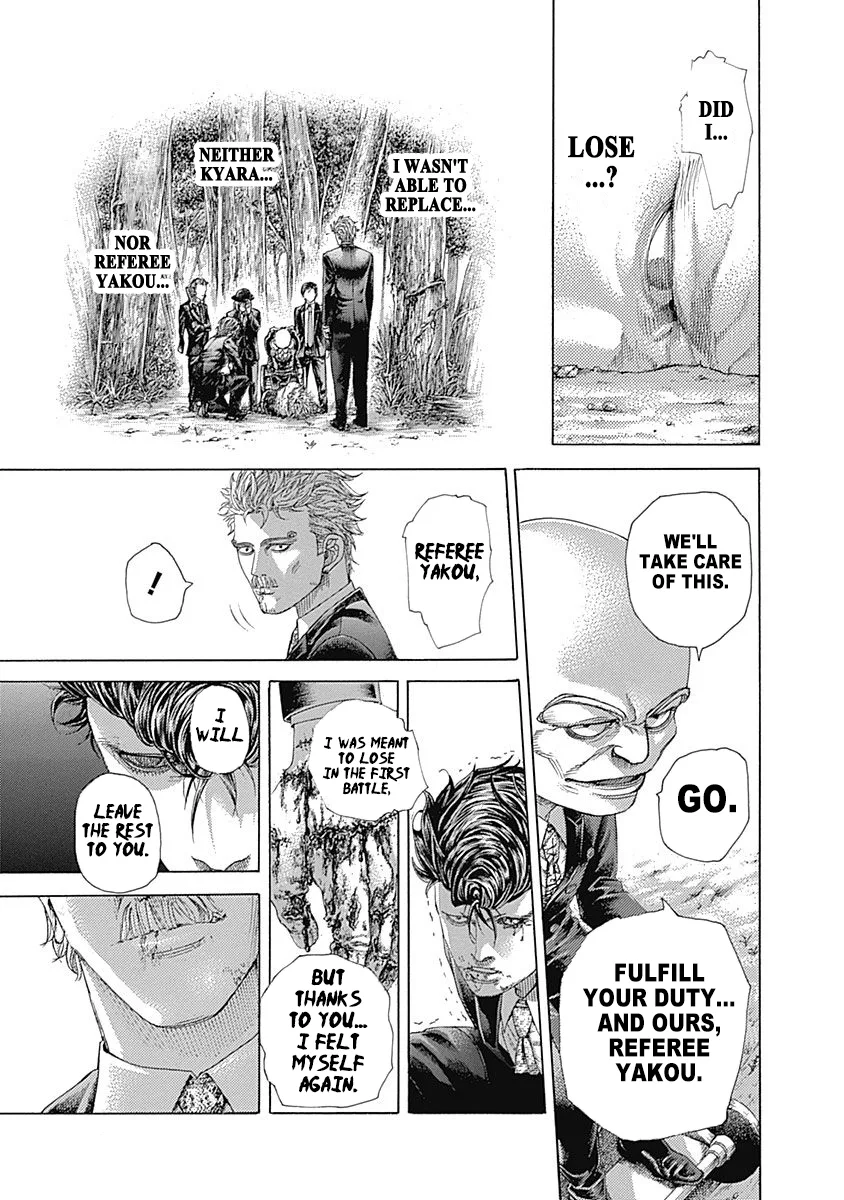 DID
I...
LOSE
...?
I WASN'T
ABLE TO
REPLACE...
NEITHER
KYARA...
NOR
REFEREE
YAKOU...
WE'LL
TAKE CARE
OF THIS.
GO.
FULFILL
YOUR DUTY...
AND OURS,
REFEREE
YAKOU.
REFEREE
YAKOU,
!
I WAS MEANT
TO LOSE
IN THE FIRST
BATTLE,
BUT
THANKS
TO YOU...
I FELT
MYSELF
AGAIN.
I
WILL
LEAVE
THE REST
TO YOU.